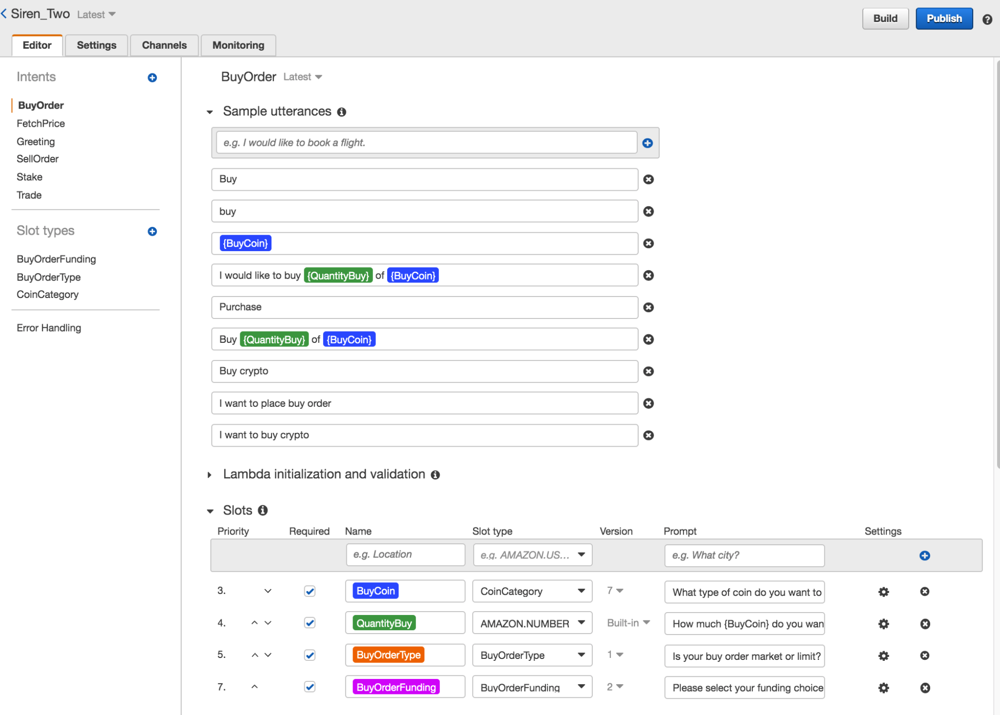 Siren_Two Latest
Build Publish
Editor Settings Channels Monitoring
Intents
BuyOrder
FetchPrice
Greeting
SellOrder
Stake
Trade
Slot types
BuyOrderFunding
BuyOrderType
CoinCategory
Error Handling
BuyOrder Latest
Sample utterances
e.g. I would like to book a flight.
Buy
buy
{BuyCoin}
I would like to buy {QuantityBuy} of {BuyCoin}
Purchase
Buy {QuantityBuy} of {BuyCoin}
Buy crypto
I want to place buy order
I want to buy crypto
Lambda initialization and validation
Slots
Priority Required Name Slot type Version Prompt Settings
e.g. Location e.g. AMAZON.US... e.g. What city?
3. BuyCoin CoinCategory 7 What type of coin do you want to
4. QuantityBuy AMAZON.NUMBER Built-in How much {BuyCoin} do you wan
5. BuyOrderType BuyOrderType 1 Is your buy order market or limit?
7. BuyOrderFunding BuyOrderFunding 2 Please select your funding choice